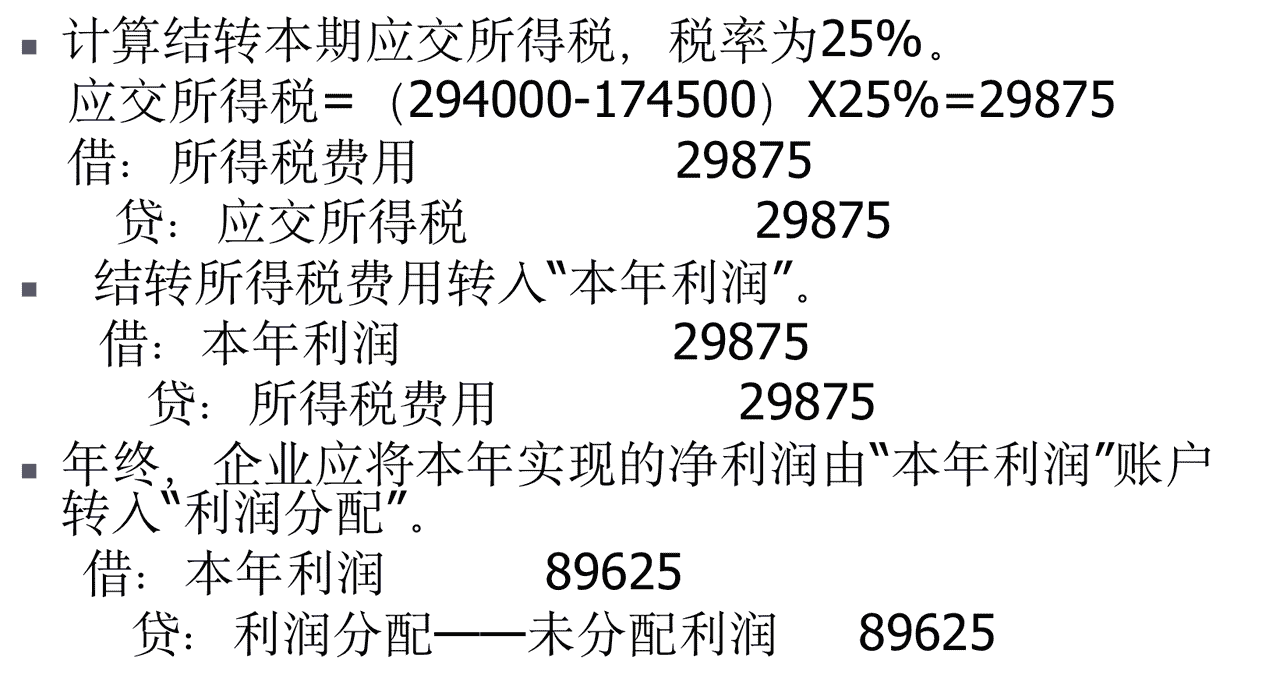 计算结转本期应交所得税，税率为25%。
应交所得税=（294000-174500）X25%=29875
借：所得税费用 29875
贷：应交所得税 29875
结转所得税费用转入“本年利润”。
借：本年利润 29875
贷：所得税费用 29875
年终，企业应将本年实现的净利润由“本年利润”账户
转入“利润分配”。
借：本年利润 89625
贷：利润分配——未分配利润 89625